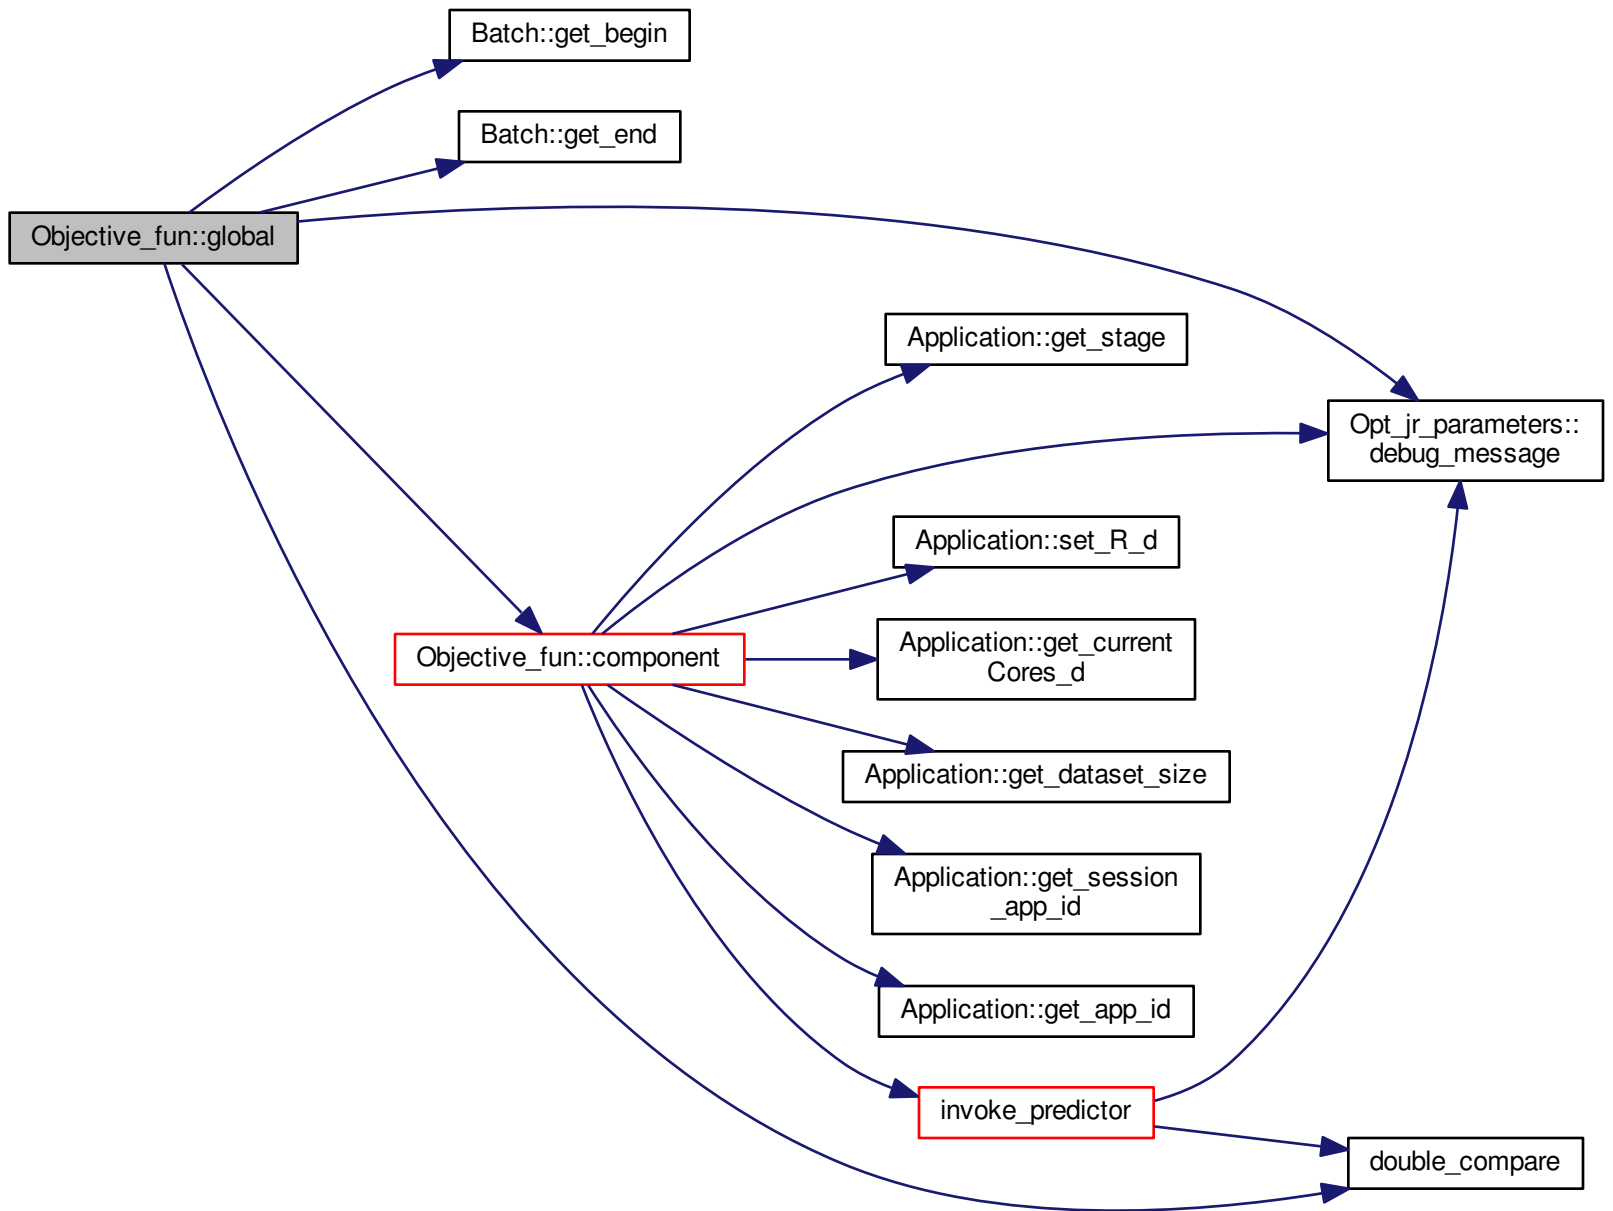 Batch::get_begin
Batch::get_end
Objective_fun::global
Application::get_stage
Opt_jr_parameters::
debug_message
Application::set_R_d
Objective_fun::component
Application::get_current
Cores_d
Application::get_dataset_size
Application::get_session
_app_id
Application::get_app_id
invoke_predictor
double_compare